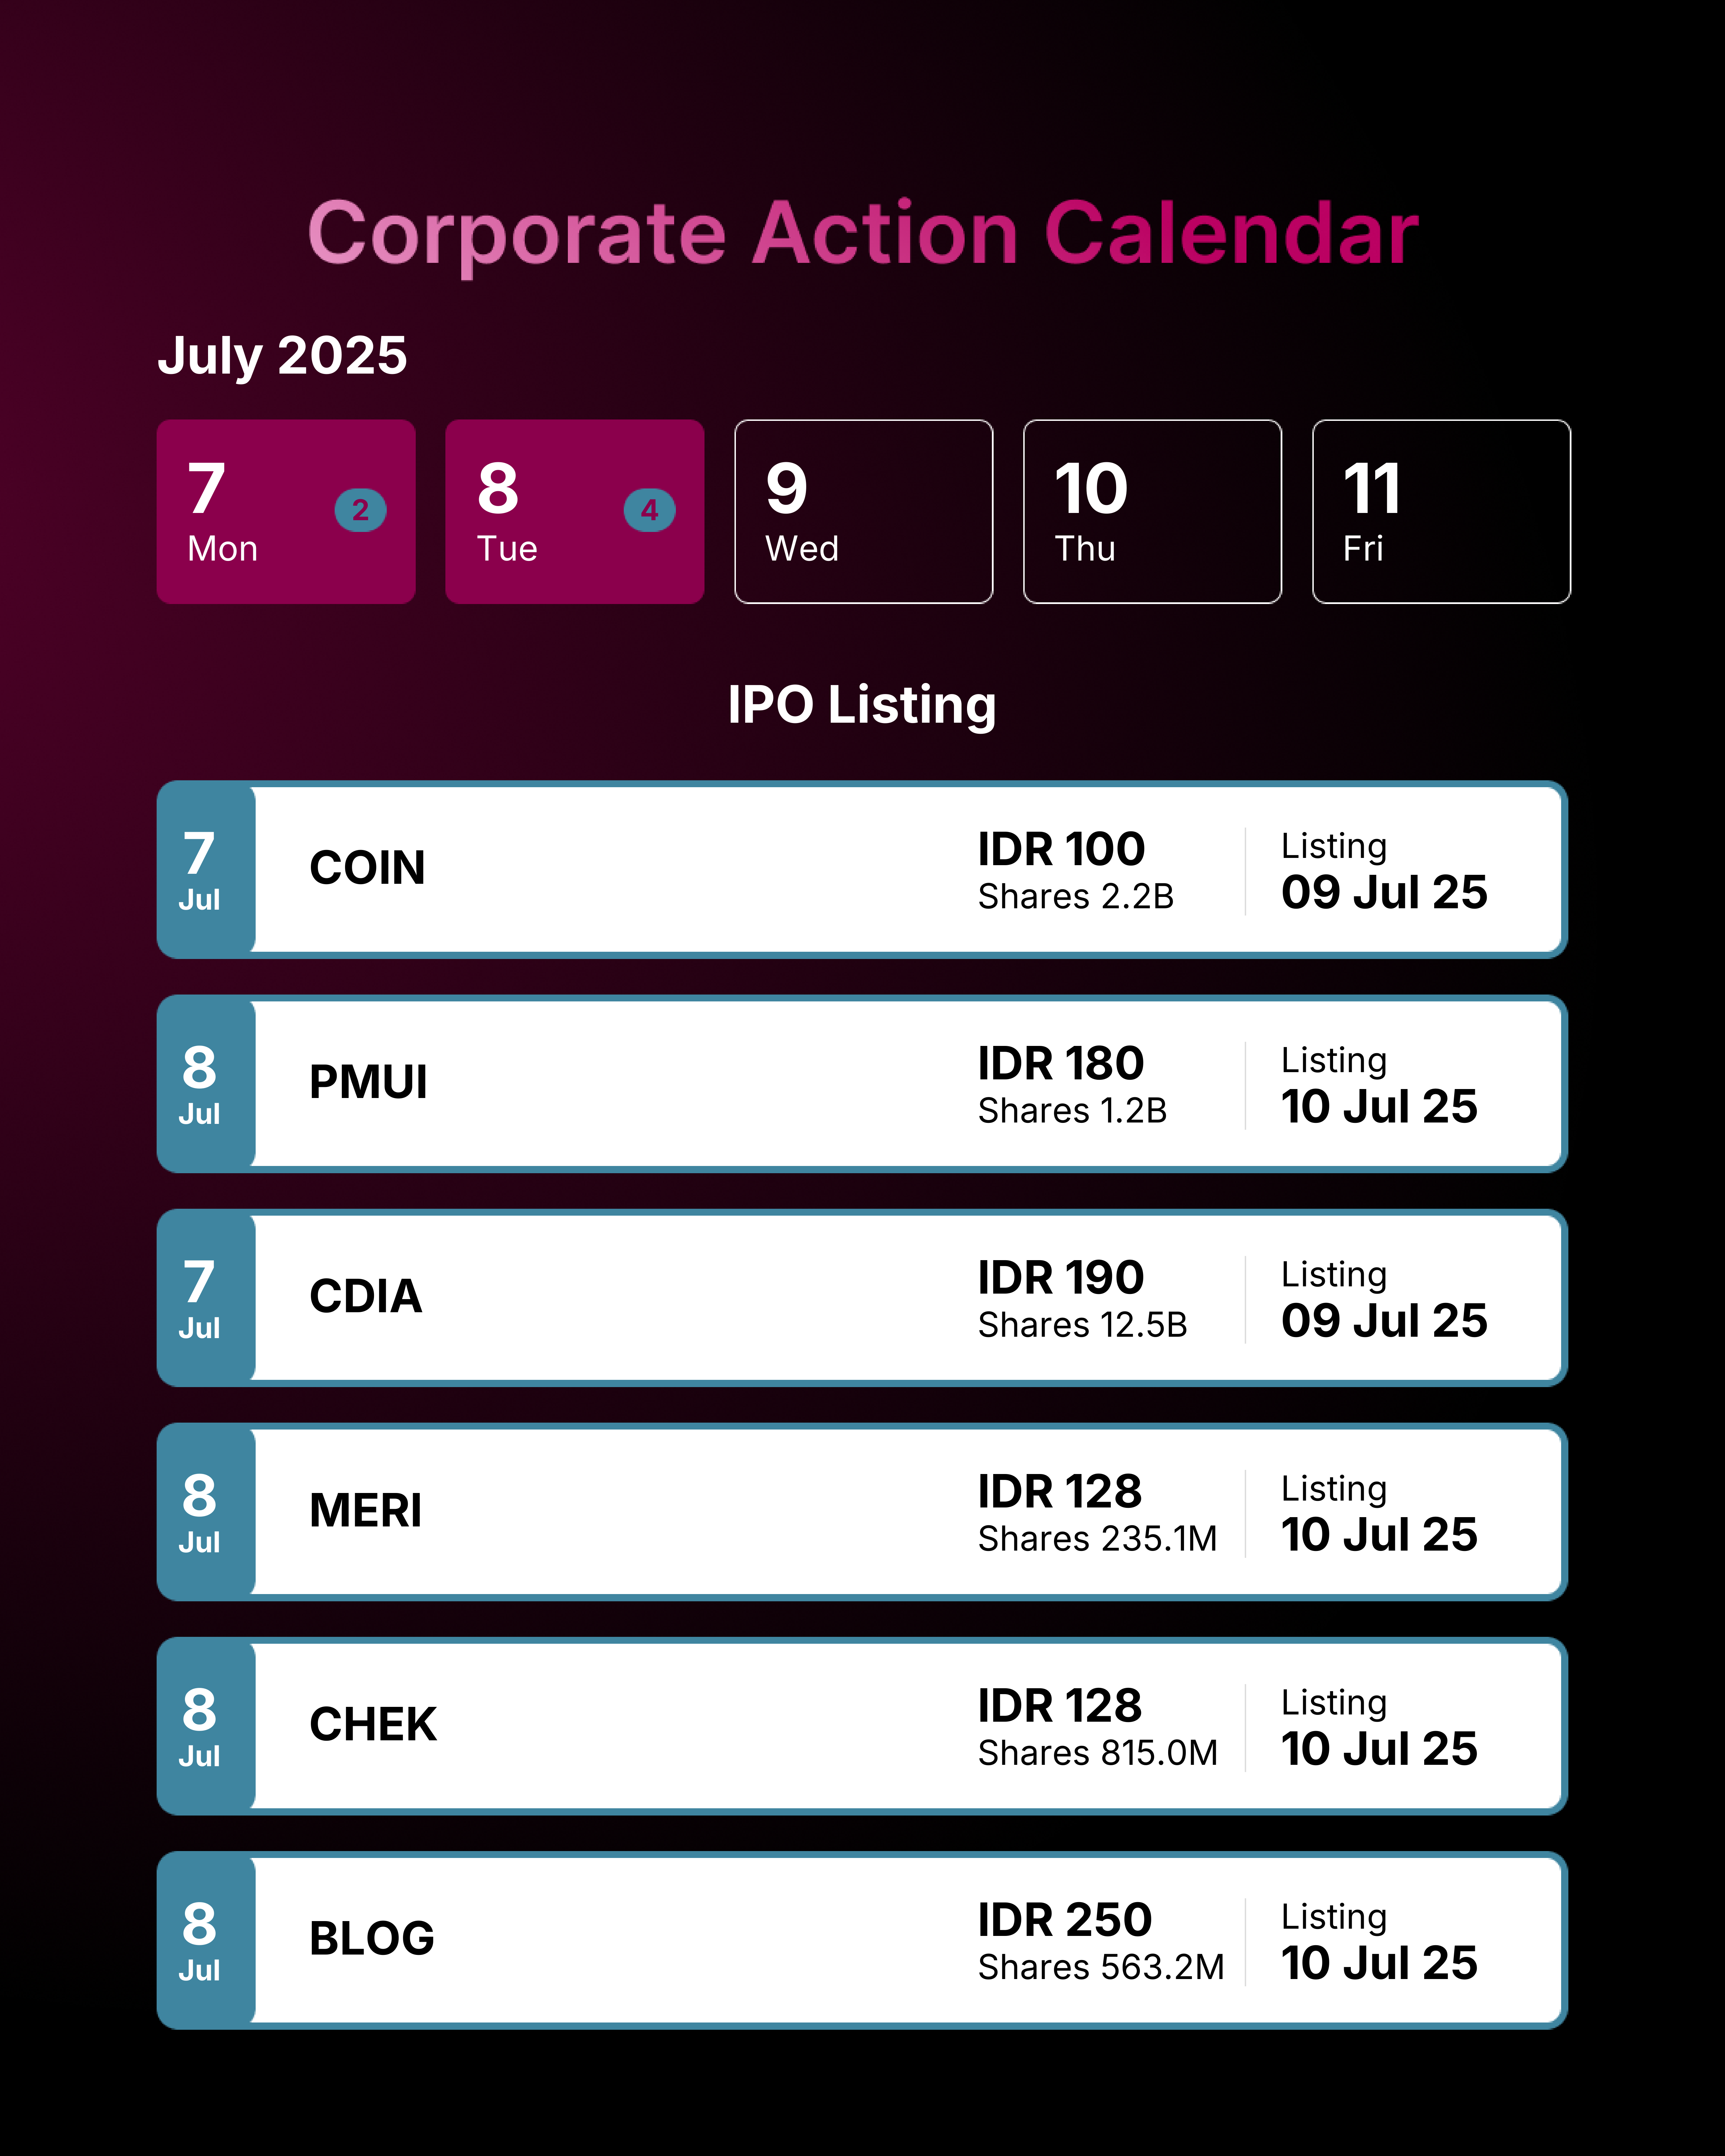 Corporate Action Calendar
July 2025
7
Mon
2
8
Tue
4
9
Wed
10
Thu
11
Fri
IPO Listing
7
Jul
COIN
IDR 100
Shares 2.2B
Listing
09 Jul 25
8
Jul
PMUI
IDR 180
Shares 1.2B
Listing
10 Jul 25
7
Jul
CDIA
IDR 190
Shares 12.5B
Listing
09 Jul 25
8
Jul
MERI
IDR 128
Shares 235.1M
Listing
10 Jul 25
8
Jul
CHEK
IDR 128
Shares 815.0M
Listing
10 Jul 25
8
Jul
BLOG
IDR 250
Shares 563.2M
Listing
10 Jul 25